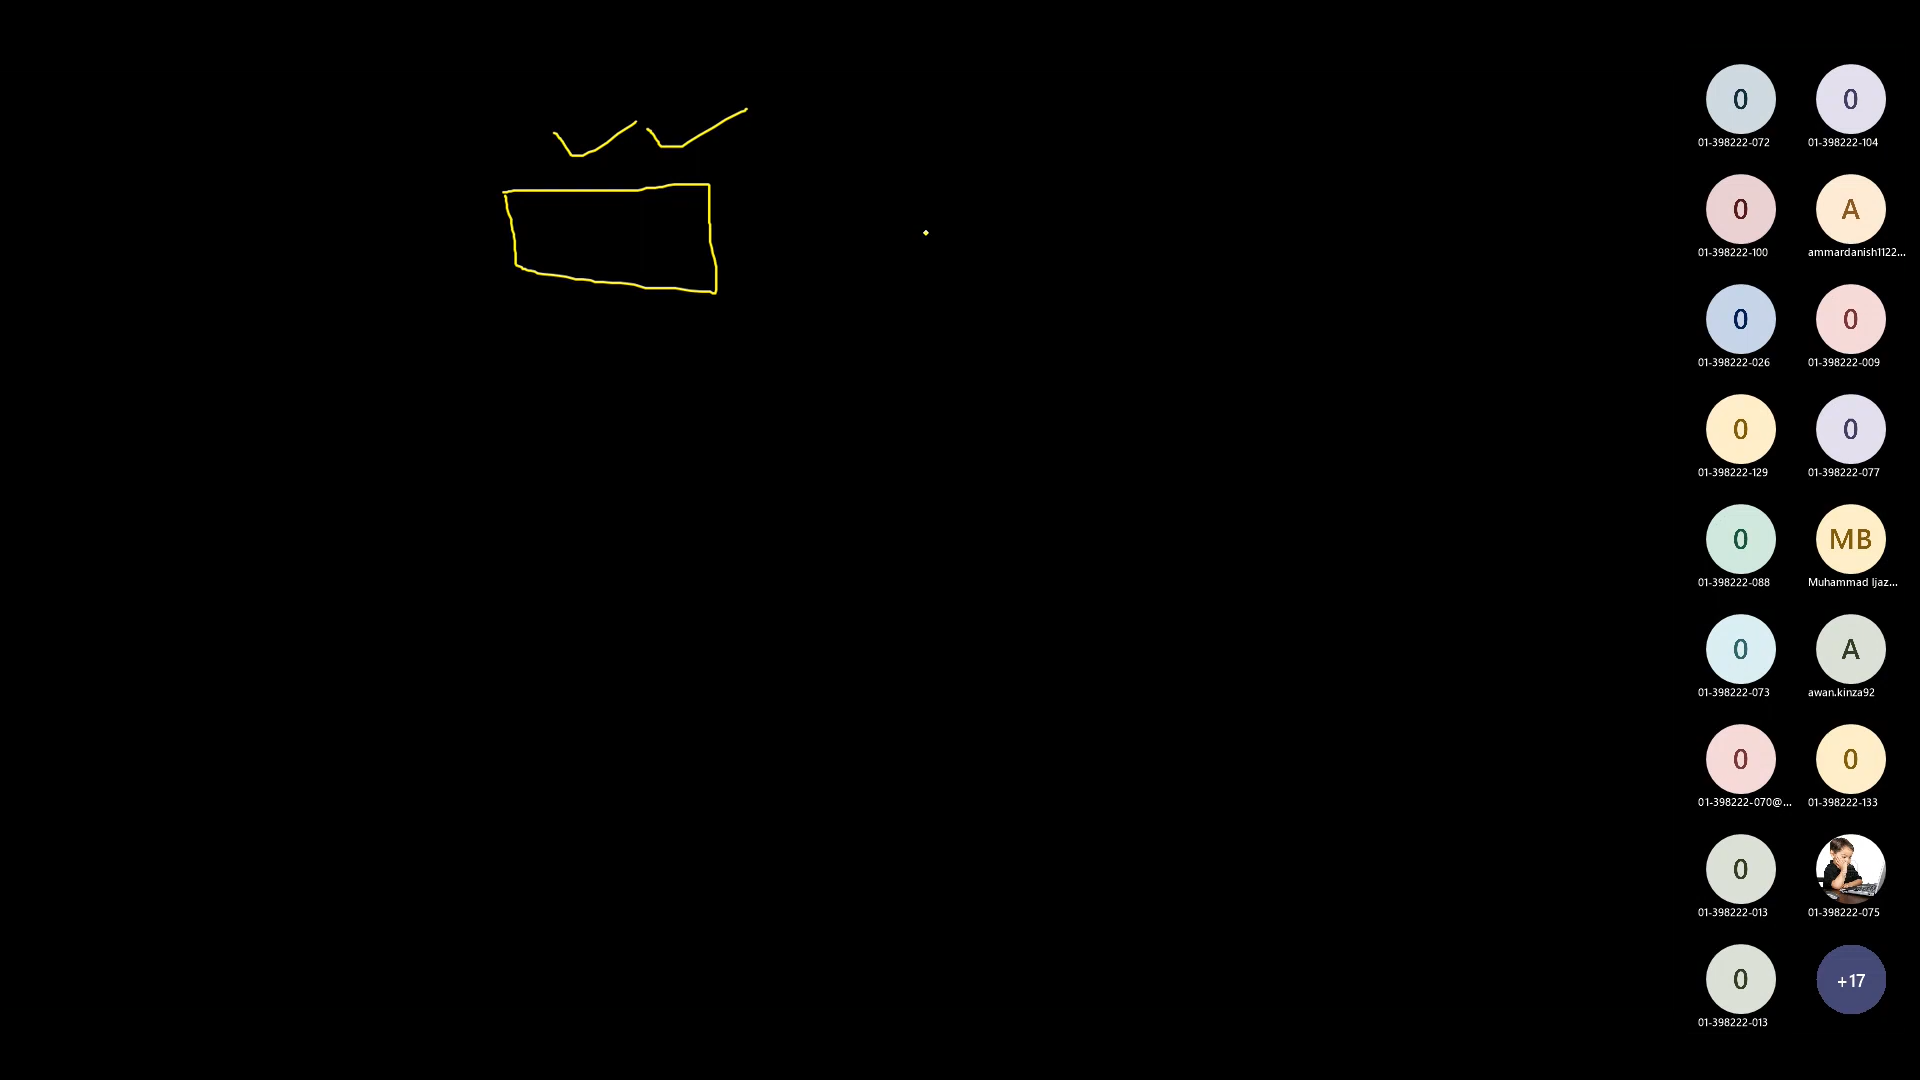 0 0
01-398222-072 01-398222-104
0 A
01-398222-100 ammardanish1122...
0 0
01-398222-026 01-398222-009
0 0
01-398222-129 01-398222-077
0 MB
01-398222-088 Muhammad Ijaz...
0 A
01-398222-073 awan.kinza92
0 0
01-398222-070@... 01-398222-133
0
01-398222-013 01-398222-075
0 +17
01-398222-013